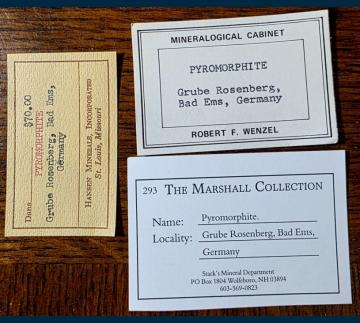 Dana $70.00
PYROMORPHITE
Grube Rosenberg, Bad Ems,
Germany
HANSEN MINERALS, INCORPORATED
St. Louis, Missouri
MINERALOGICAL CABINET
PYROMORPHITE
Grube Rosenberg,
Bad Ems, Germany
ROBERT F. WENZEL
293 THE MARSHALL COLLECTION
Name: Pyromorphite.
Locality: Grube Rosenberg, Bad Ems,
Germany
Stack's Mineral Department
PO Box 1804 Wolfeboro, NH 03894
603-569-0823